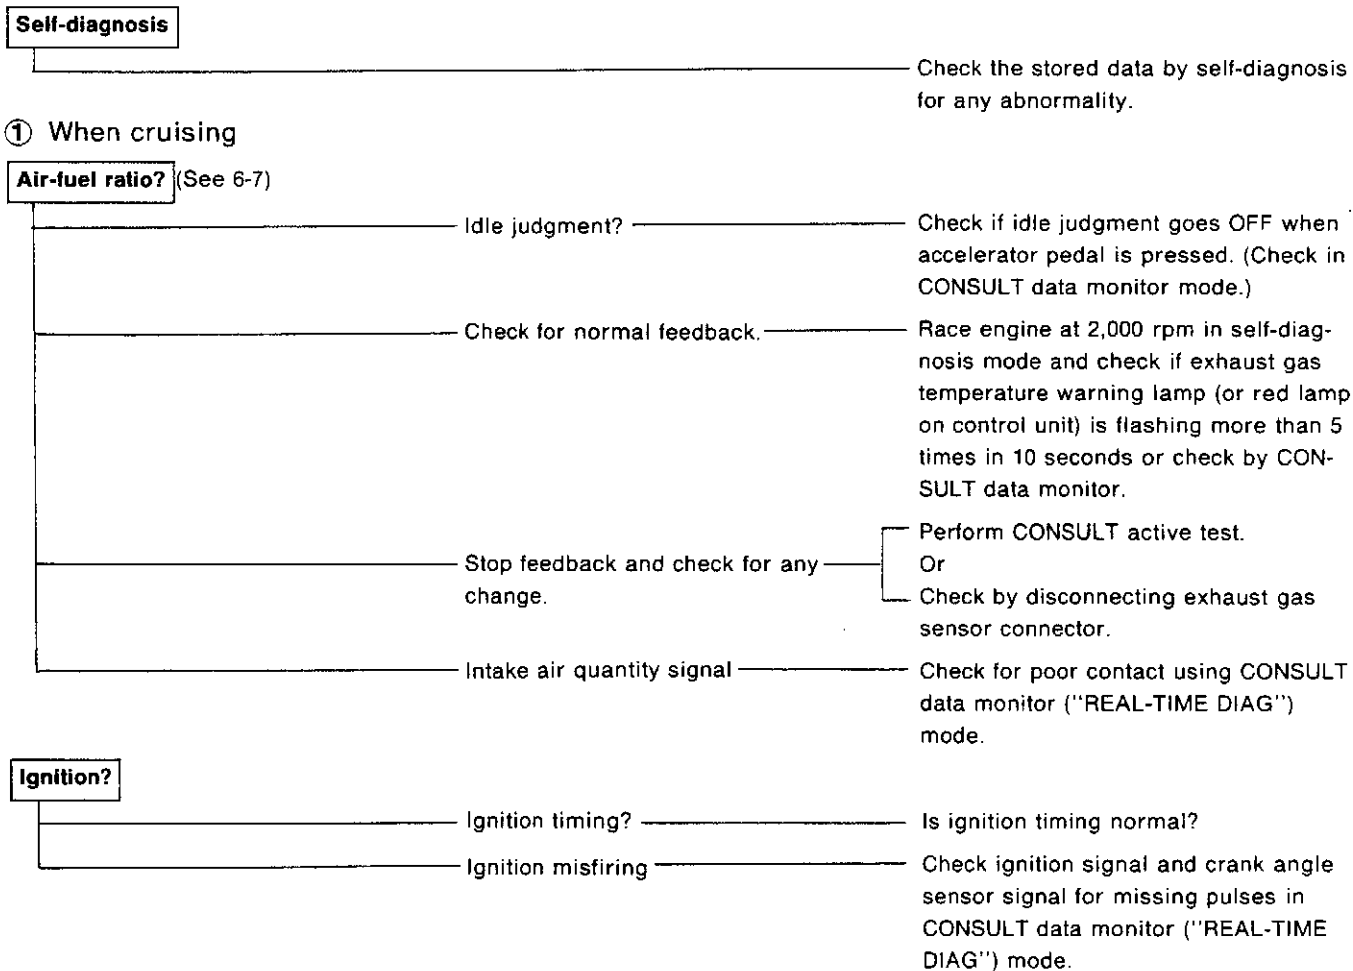 Self-diagnosis
Check the stored data by self-diagnosis
for any abnormality.
① When cruising
Air-fuel ratio? (See 6-7)
Idle judgment?
Check if idle judgment goes OFF when
accelerator pedal is pressed. (Check in
CONSULT data monitor mode.)
Check for normal feedback.
Race engine at 2,000 rpm in self-diag-
nosis mode and check if exhaust gas
temperature warning lamp (or red lamp
on control unit) is flashing more than 5
times in 10 seconds or check by CON-
SULT data monitor.
Stop feedback and check for any
change.
Perform CONSULT active test.
Or
Check by disconnecting exhaust gas
sensor connector.
Intake air quantity signal
Check for poor contact using CONSULT
data monitor ("REAL-TIME DIAG")
mode.
Ignition?
Ignition timing?
Is ignition timing normal?
Ignition misfiring
Check ignition signal and crank angle
sensor signal for missing pulses in
CONSULT data monitor ("REAL-TIME
DIAG") mode.